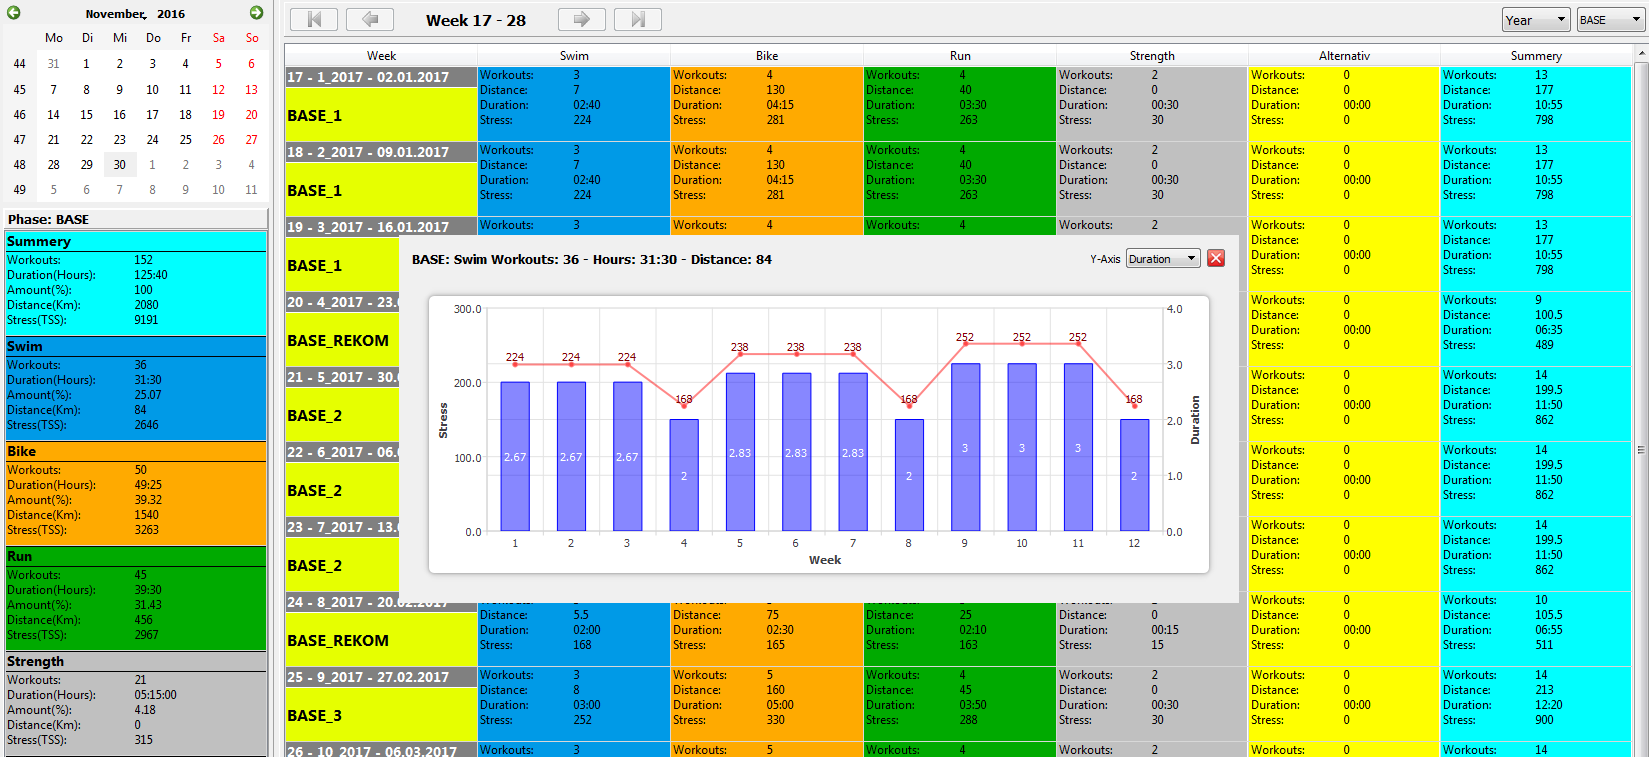 November, 2016
Mo Di Mi Do Fr Sa So
44 31 1 2 3 4 5 6
45 7 8 9 10 11 12 13
46 14 15 16 17 18 19 20
47 21 22 23 24 25 26 27
48 28 29 30 1 2 3 4
49 5 6 7 8 9 10 11
Phase: BASE
Summery
Workouts: 152
Duration(Hours): 125:40
Amount(%): 100
Distance(Km): 2080
Stress(TSS): 9191
Swim
Workouts: 36
Duration(Hours): 31:30
Amount(%): 25.07
Distance(Km): 84
Stress(TSS): 2646
Bike
Workouts: 50
Duration(Hours): 49:25
Amount(%): 39.32
Distance(Km): 1540
Stress(TSS): 3263
Run
Workouts: 45
Duration(Hours): 39:30
Amount(%): 31.43
Distance(Km): 456
Stress(TSS): 2967
Strength
Workouts: 21
Duration(Hours): 05:15:00
Amount(%): 4.18
Distance(Km): 0
Stress(TSS): 315
Week 17 - 28
Year BASE
Week Swim Bike Run Strength Alternativ Summery
17 - 1_2017 - 02.01.2017 Workouts: 3 Workouts: 4 Workouts: 4 Workouts: 2 Workouts: 0 Workouts: 13
Distance: 7 Distance: 130 Distance: 40 Distance: 0 Distance: 0 Distance: 177
BASE_1 Duration: 02:40 Duration: 04:15 Duration: 03:30 Duration: 00:30 Duration: 00:00 Duration: 10:55
Stress: 224 Stress: 281 Stress: 263 Stress: 30 Stress: 0 Stress: 798
18 - 2_2017 - 09.01.2017 Workouts: 3 Workouts: 4 Workouts: 4 Workouts: 2 Workouts: 0 Workouts: 13
Distance: 7 Distance: 130 Distance: 40 Distance: 0 Distance: 0 Distance: 177
BASE_1 Duration: 02:40 Duration: 04:15 Duration: 03:30 Duration: 00:30 Duration: 00:00 Duration: 10:55
Stress: 224 Stress: 281 Stress: 263 Stress: 30 Stress: 0 Stress: 798
19 - 3_2017 - 16.01.2017 Workouts: 3 Workouts: 4 Workouts: 4 Workouts: 2 Workouts: 0 Workouts: 13
Distance: 0 Distance: 177
BASE_1 Duration: 00:00 Duration: 10:55
Stress: 0 Stress: 798
20 - 4_2017 - 23. Workouts: 0 Workouts: 9
Distance: 0 Distance: 100.5
BASE_REKOM Duration: 00:00 Duration: 06:35
Stress: 0 Stress: 489
21 - 5_2017 - 30. Workouts: 0 Workouts: 14
Distance: 0 Distance: 199.5
BASE_2 Duration: 00:00 Duration: 11:50
Stress: 0 Stress: 862
22 - 6_2017 - 06. Workouts: 0 Workouts: 14
Distance: 0 Distance: 199.5
BASE_2 Duration: 00:00 Duration: 11:50
Stress: 0 Stress: 862
23 - 7_2017 - 13. Workouts: 0 Workouts: 14
Distance: 0 Distance: 199.5
BASE_2 Duration: 00:00 Duration: 11:50
Stress: 0 Stress: 862
24 - 8_2017 - 20.02.2017 Workouts: 0 Workouts: 10
Distance: 5.5 Distance: 75 Distance: 25 Distance: 0 Distance: 0 Distance: 105.5
BASE_REKOM Duration: 02:00 Duration: 02:30 Duration: 02:10 Duration: 00:15 Duration: 00:00 Duration: 06:55
Stress: 168 Stress: 165 Stress: 163 Stress: 15 Stress: 0 Stress: 511
25 - 9_2017 - 27.02.2017 Workouts: 3 Workouts: 5 Workouts: 4 Workouts: 2 Workouts: 0 Workouts: 14
Distance: 8 Distance: 160 Distance: 45 Distance: 0 Distance: 0 Distance: 213
BASE_3 Duration: 03:00 Duration: 05:00 Duration: 03:50 Duration: 00:30 Duration: 00:00 Duration: 12:20
Stress: 252 Stress: 330 Stress: 288 Stress: 30 Stress: 0 Stress: 900
26 - 10_2017 - 06.03.2017 Workouts: 3 Workouts: 5 Workouts: 4 Workouts: 2 Workouts: 0 Workouts: 14
BASE: Swim Workouts: 36 - Hours: 31:30 - Distance: 84
Y-Axis Duration
300.0 200.0 100.0 0.0
Stress
4.0 3.0 2.0 1.0 0.0
Duration
224 224 224 168 238 238 238 168 252 252 252 168
2.67 2.67 2.67 2 2.83 2.83 2.83 2 3 3 3 2
1 2 3 4 5 6 7 8 9 10 11 12
Week